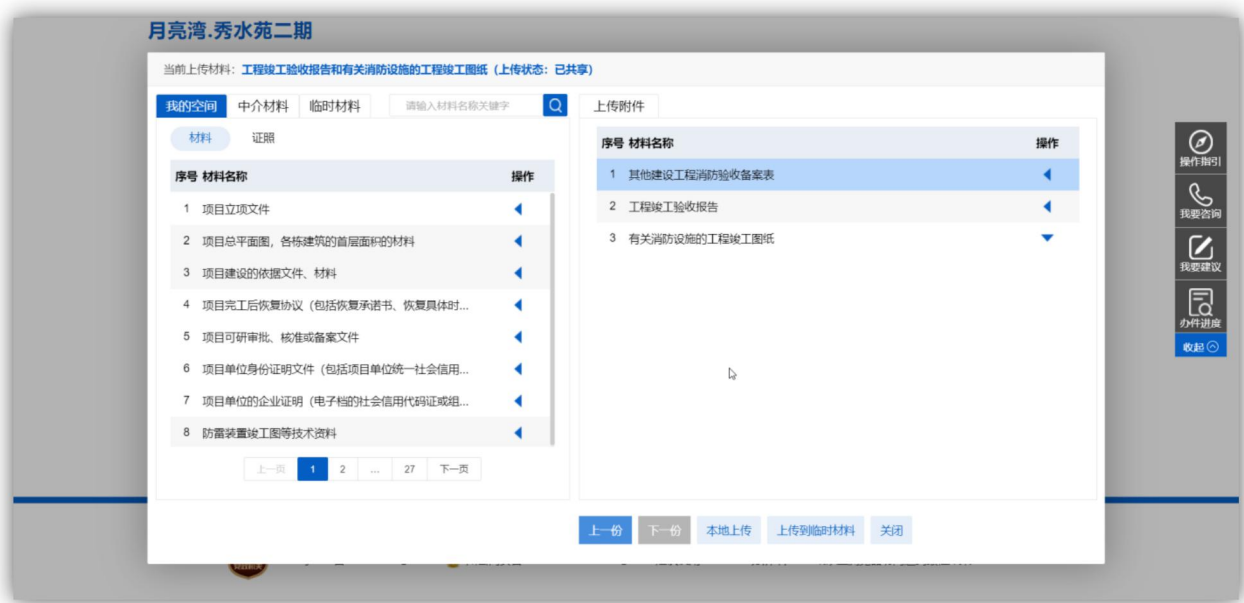 月亮湾.秀水苑二期
当前上传材料：工程竣工验收报告和有关消防设施的工程竣工图纸（上传状态：已共享）
我的空间 中介材料 临时材料 请输入材料名称关键字
材料 证照
序号 材料名称 操作
1 项目立项文件
2 项目总平面图，各栋建筑的首层面积的材料
3 项目建设的依据文件、材料
4 项目完工后恢复协议（包括恢复承诺书、恢复具体时...
5 项目可研审批、核准或备案文件
6 项目单位身份证明文件（包括项目单位统一社会信用...
7 项目单位的企业证明（电子档的社会信用代码证或组...
8 防雷装置竣工图等技术资料
上一页 1 2 ... 27 下一页
上传附件
序号 材料名称 操作
1 其他建设工程消防验收备案表
2 工程竣工验收报告
3 有关消防设施的工程竣工图纸
上一份 下一份 本地上传 上传到临时材料 关闭
操作指引
我要咨询
我要建议
办件进度
收起